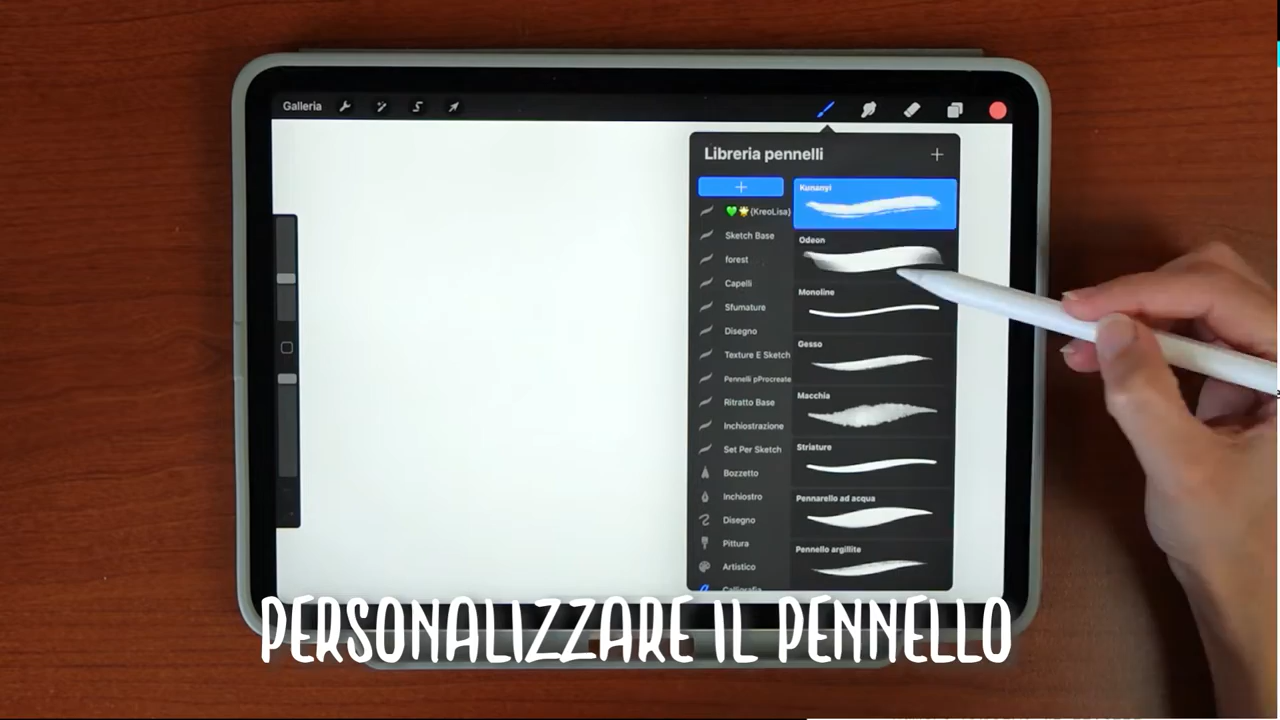 Galleria
Libreria pennelli
💚🌟(KreoLisa)
Sketch Base
forest
Capelli
Sfumature
Disegno
Texture E Sketch
Pennelli pProcreate
Ritratto Base
Inchiostrazione
Set Per Sketch
Bozzetto
Inchiostro
Disegno
Pittura
Artistico
Calligrafia
Kunanyi
Odeon
Monoline
Gesso
Macchia
Striature
Pennarello ad acqua
Pennello argillite
PERSONALIZZARE IL PENNELLO